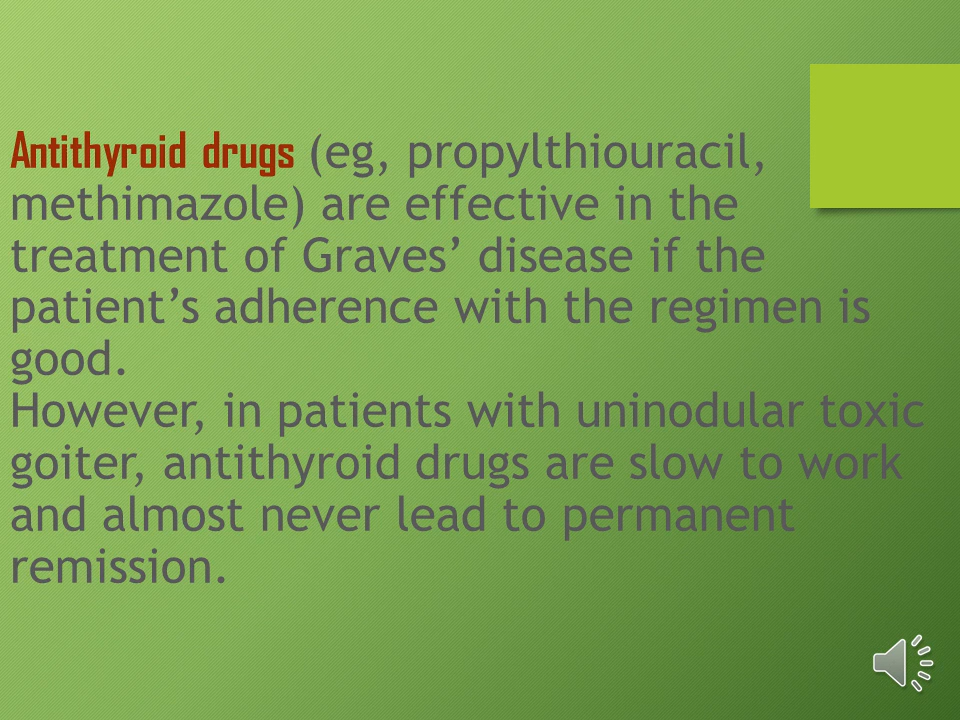 Antithyroid drugs (eg, propylthiouracil,
methimazole) are effective in the
treatment of Graves’ disease if the
patient’s adherence with the regimen is
good.
However, in patients with uninodular toxic
goiter, antithyroid drugs are slow to work
and almost never lead to permanent
remission.